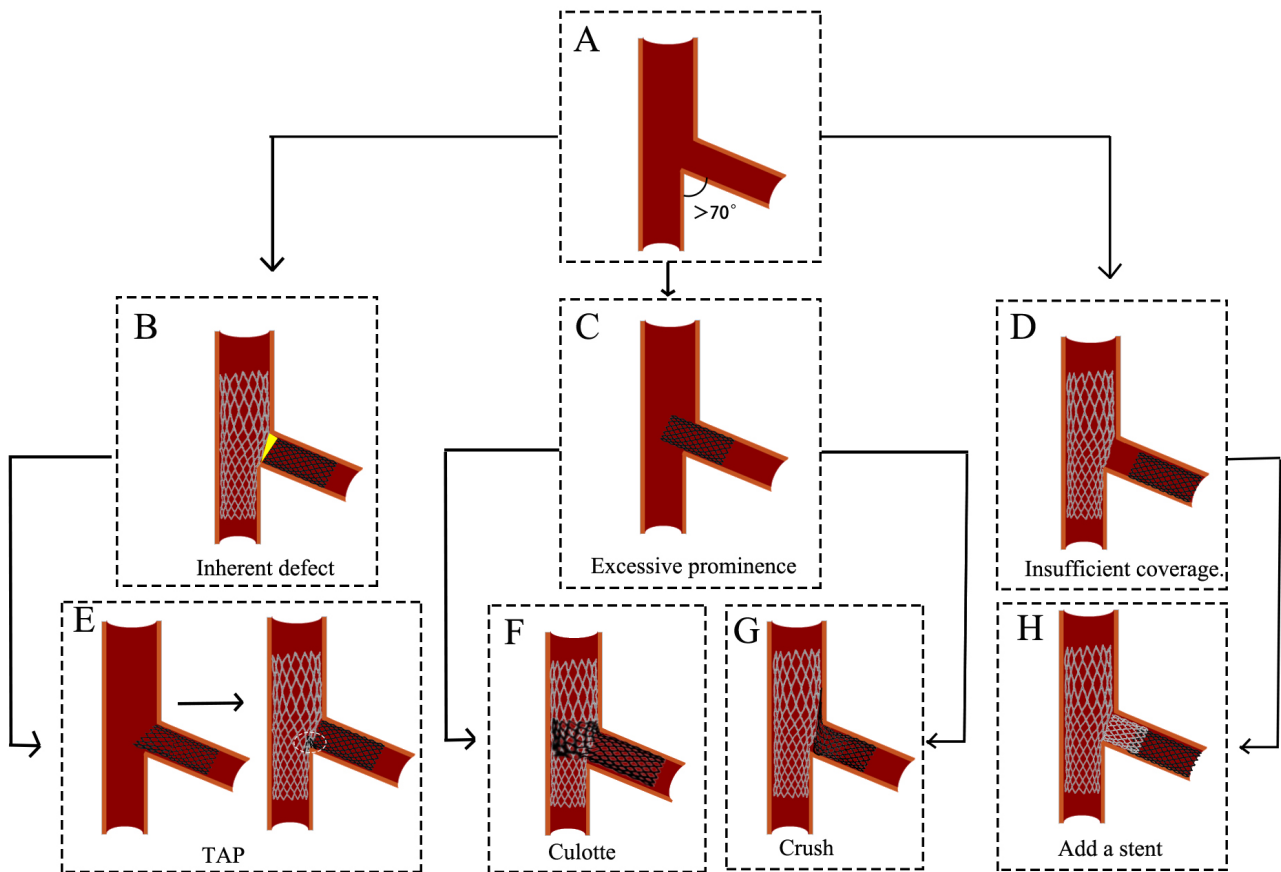 A
>70°
B
Inherent defect
C
Excessive prominence
D
Insufficient coverage.
E
TAP
F
Culotte
G
Crush
H
Add a stent